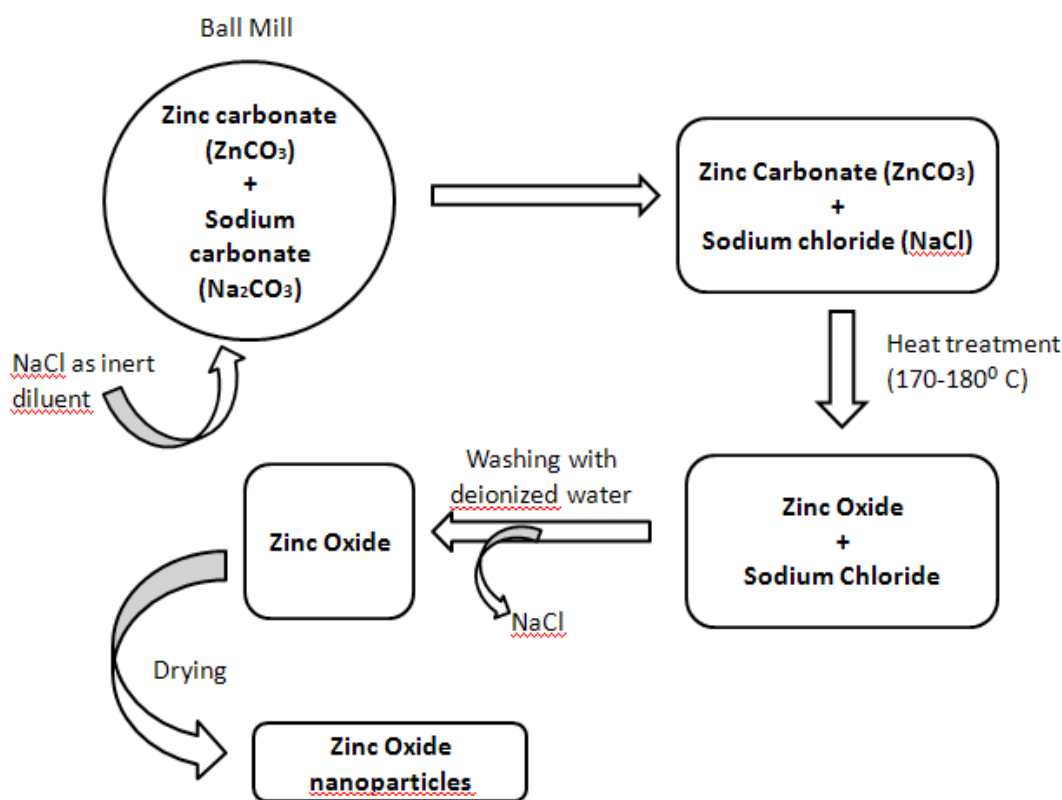 Ball Mill
Zinc carbonate
(ZnCO₃)
+
Sodium
carbonate
(Na₂CO₃)
Zinc Carbonate (ZnCO₃)
+
Sodium chloride (NaCl)
NaCl as inert
diluent
Heat treatment
(170-180⁰ C)
Washing with
deionized water
Zinc Oxide
+
Sodium Chloride
Zinc Oxide
NaCl
Drying
Zinc Oxide
nanoparticles